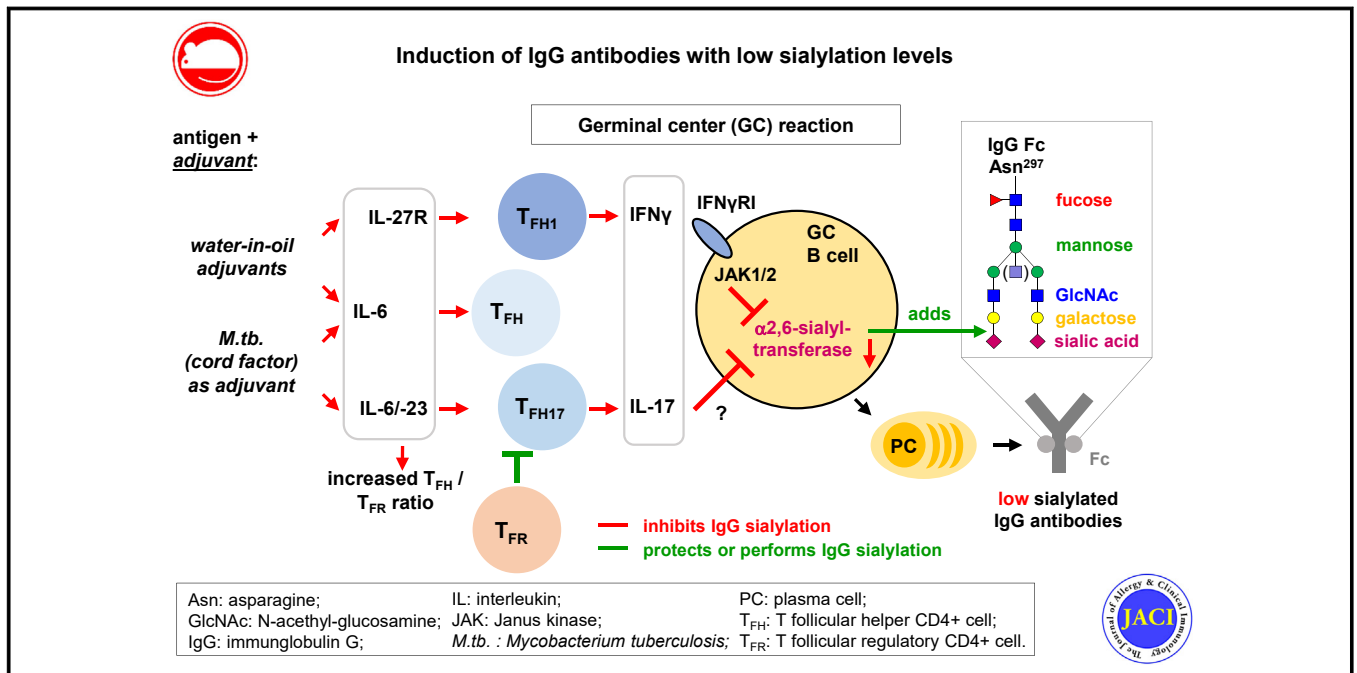 Induction of IgG antibodies with low sialylation levels
Germinal center (GC) reaction
antigen +
adjuvant:
water-in-oil
adjuvants
M.tb.
(cord factor)
as adjuvant
IL-27R
IL-6
IL-6/-23
increased TFH /
TFR ratio
TFH1
TFH
TFH17
TFR
IFNγ
IL-17
?
IFNγRI
GC
B cell
JAK1/2
α2,6-sialyl-
transferase
adds
IgG Fc
Asn297
fucose
mannose
( )
GlcNAc
galactose
sialic acid
PC
Fc
low sialylated
IgG antibodies
inhibits IgG sialylation
protects or performs IgG sialylation
Asn: asparagine;
GlcNAc: N-acethyl-glucosamine;
IgG: immunglobulin G;
IL: interleukin;
JAK: Janus kinase;
M.tb. : Mycobacterium tuberculosis;
PC: plasma cell;
TFH: T follicular helper CD4+ cell;
TFR: T follicular regulatory CD4+ cell.
The Journal of Allergy & Clinical Immunology
JACI